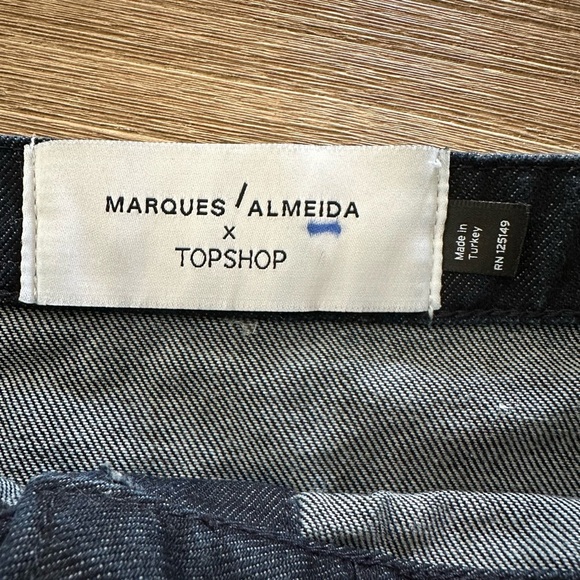 MARQUES ' ALMEIDA
x
TOPSHOP
Made in
Turkey
RN 125149